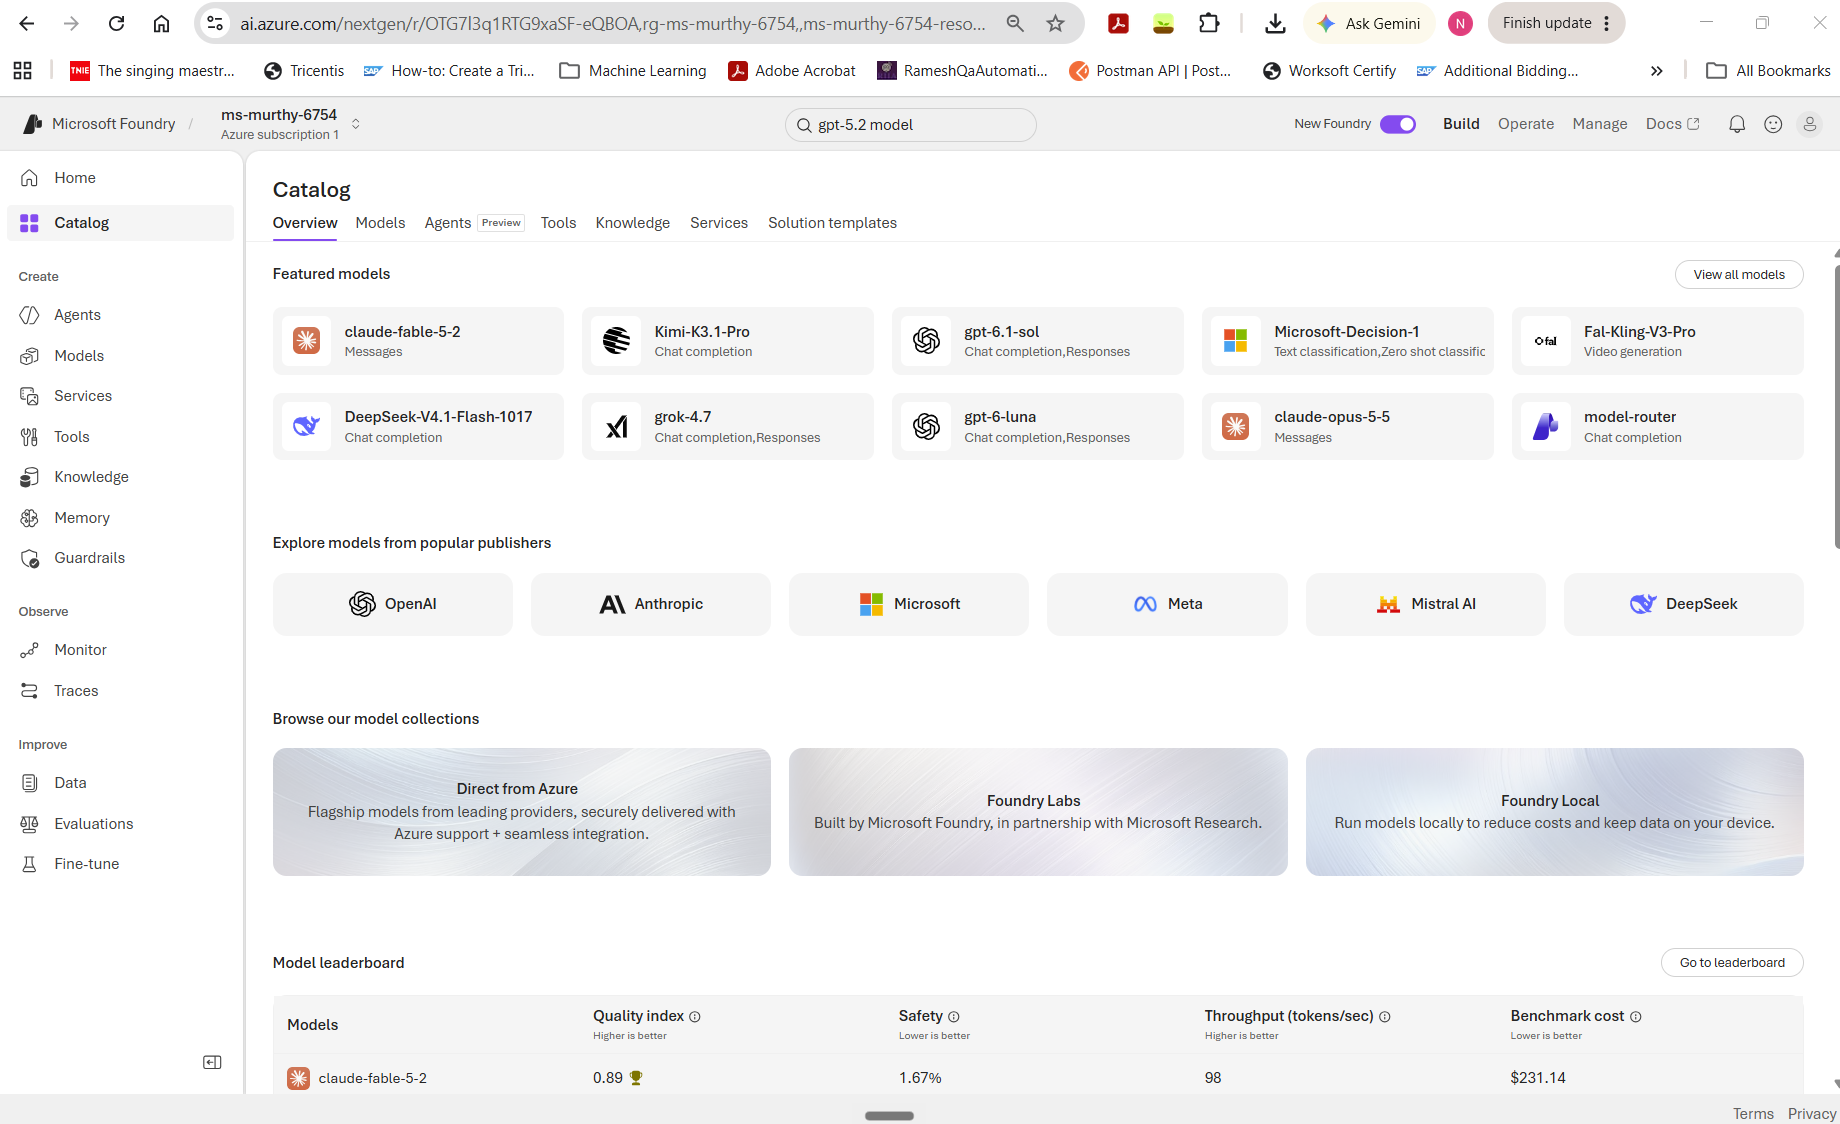 ai.azure.com/nextgen/r/OTG7l3q1RTG9xaSF-eQBOA,rg-ms-murthy-6754,,ms-murthy-6754-reso...
Ask Gemini
N
Finish update
TNIE The singing maestr...
Tricentis
SAP How-to: Create a Tri...
Machine Learning
Adobe Acrobat
RameshQaAutomati...
Postman API | Post...
Worksoft Certify
SAP Additional Bidding...
All Bookmarks
Microsoft Foundry /
ms-murthy-6754
Azure subscription 1
gpt-5.2 model
New Foundry
Build
Operate
Manage
Docs
Home
Catalog
Create
Agents
Models
Services
Tools
Knowledge
Memory
Guardrails
Observe
Monitor
Traces
Improve
Data
Evaluations
Fine-tune
Catalog
Overview
Models
Agents Preview
Tools
Knowledge
Services
Solution templates
Featured models
View all models
claude-fable-5-2
Messages
Kimi-K3.1-Pro
Chat completion
gpt-6.1-sol
Chat completion,Responses
Microsoft-Decision-1
Text classification,Zero shot classific
fal
Fal-Kling-V3-Pro
Video generation
DeepSeek-V4.1-Flash-1017
Chat completion
grok-4.7
Chat completion,Responses
gpt-6-luna
Chat completion,Responses
claude-opus-5-5
Messages
model-router
Chat completion
Explore models from popular publishers
OpenAI
Anthropic
Microsoft
Meta
Mistral AI
DeepSeek
Browse our model collections
Direct from Azure
Flagship models from leading providers, securely delivered with
Azure support + seamless integration.
Foundry Labs
Built by Microsoft Foundry, in partnership with Microsoft Research.
Foundry Local
Run models locally to reduce costs and keep data on your device.
Model leaderboard
Go to leaderboard
Models
Quality index
Higher is better
Safety
Lower is better
Throughput (tokens/sec)
Higher is better
Benchmark cost
Lower is better
claude-fable-5-2
0.89
1.67%
98
$231.14
Terms
Privacy